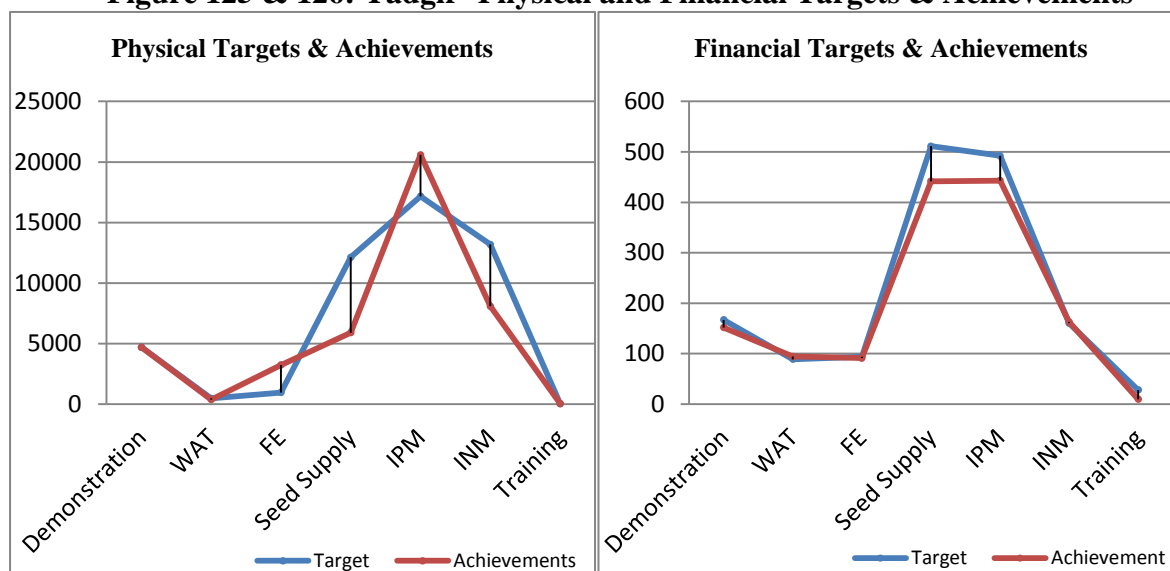 Physical Targets & Achievements
25000
20000
15000
10000
5000
0
Demonstration
WAT
FE
Seed Supply
IPM
INM
Training
Target
Achievements
Financial Targets & Achievements
600
500
400
300
200
100
0
Demonstration
WAT
FE
Seed Supply
IPM
INM
Training
Target
Achievement